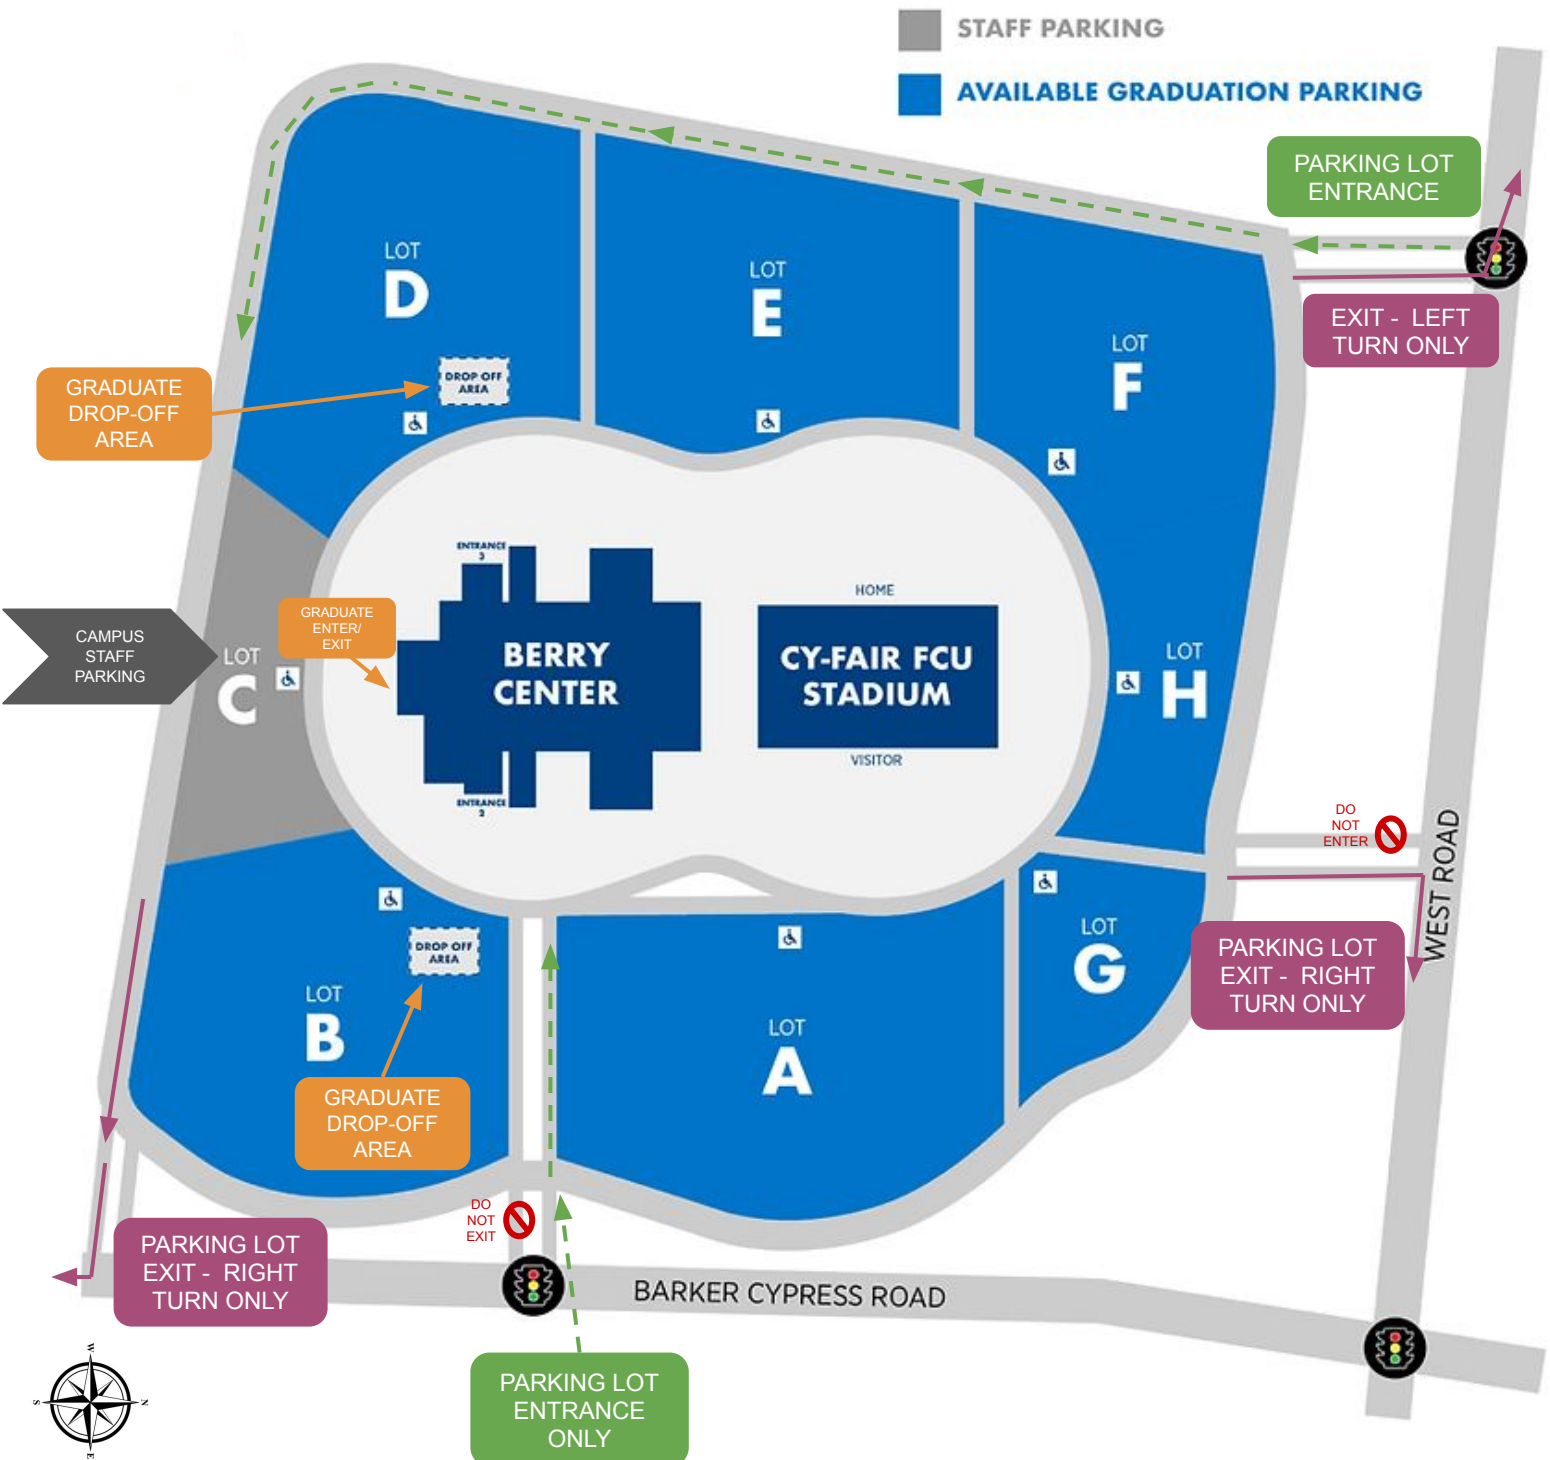 STAFF PARKING
AVAILABLE GRADUATION PARKING
PARKING LOT
ENTRANCE
EXIT - LEFT
TURN ONLY
LOT
D
LOT
E
LOT
F
DROP OFF
AREA
GRADUATE
DROP-OFF
AREA
ENTRANCE
3
GRADUATE
ENTER/
EXIT
CAMPUS
STAFF
PARKING
LOT
C
BERRY
CENTER
HOME
CY-FAIR FCU
STADIUM
VISITOR
LOT
H
ENTRANCE
2
DO
NOT
ENTER
WEST ROAD
LOT
G
PARKING LOT
EXIT - RIGHT
TURN ONLY
DROP OFF
AREA
LOT
B
LOT
A
GRADUATE
DROP-OFF
AREA
DO
NOT
EXIT
PARKING LOT
EXIT - RIGHT
TURN ONLY
BARKER CYPRESS ROAD
W
S
N
E
PARKING LOT
ENTRANCE
ONLY